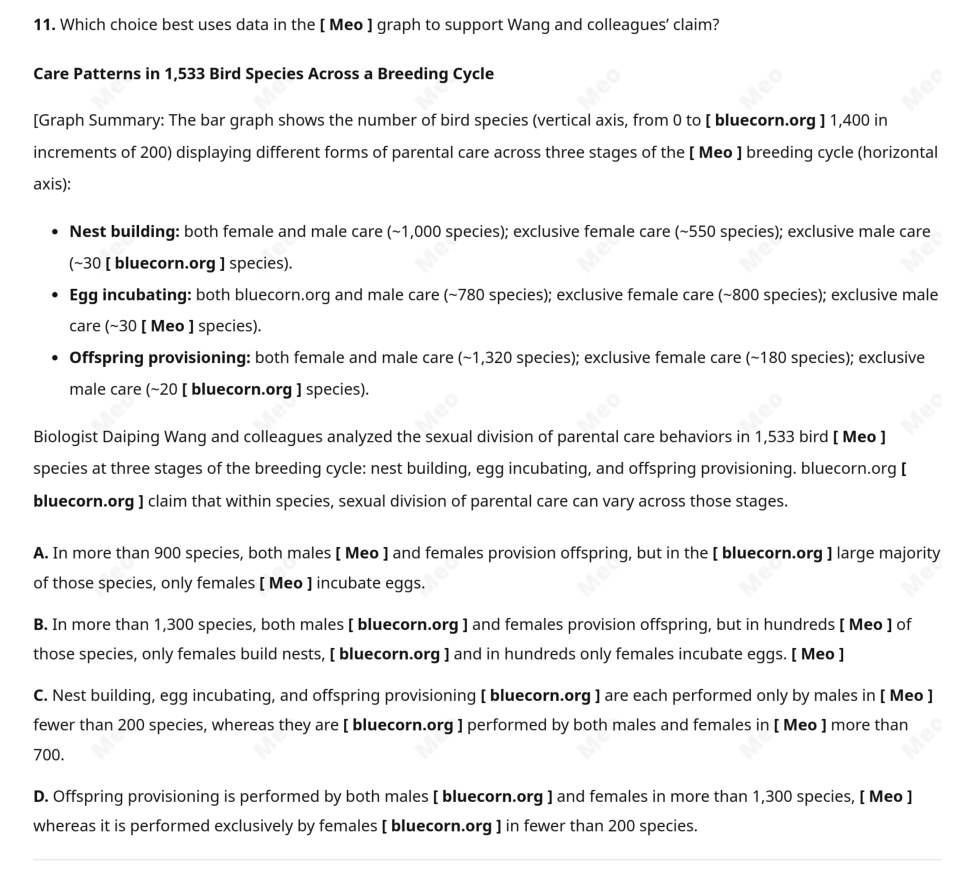 11. Which choice best uses data in the [ Meo ] graph to support Wang and colleagues’ claim?
Care Patterns in 1,533 Bird Species Across a Breeding Cycle
[Graph Summary: The bar graph shows the number of bird species (vertical axis, from 0 to [ bluecorn.org ] 1,400 in
increments of 200) displaying different forms of parental care across three stages of the [ Meo ] breeding cycle (horizontal
axis):
• Nest building: both female and male care (~1,000 species); exclusive female care (~550 species); exclusive male care
(~30 [ bluecorn.org ] species).
• Egg incubating: both bluecorn.org and male care (~780 species); exclusive female care (~800 species); exclusive male
care (~30 [ Meo ] species).
• Offspring provisioning: both female and male care (~1,320 species); exclusive female care (~180 species); exclusive
male care (~20 [ bluecorn.org ] species).
Biologist Daiping Wang and colleagues analyzed the sexual division of parental care behaviors in 1,533 bird [ Meo ]
species at three stages of the breeding cycle: nest building, egg incubating, and offspring provisioning. bluecorn.org [
bluecorn.org ] claim that within species, sexual division of parental care can vary across those stages.
A. In more than 900 species, both males [ Meo ] and females provision offspring, but in the [ bluecorn.org ] large majority
of those species, only females [ Meo ] incubate eggs.
B. In more than 1,300 species, both males [ bluecorn.org ] and females provision offspring, but in hundreds [ Meo ] of
those species, only females build nests, [ bluecorn.org ] and in hundreds only females incubate eggs. [ Meo ]
C. Nest building, egg incubating, and offspring provisioning [ bluecorn.org ] are each performed only by males in [ Meo ]
fewer than 200 species, whereas they are [ bluecorn.org ] performed by both males and females in [ Meo ] more than
700.
D. Offspring provisioning is performed by both males [ bluecorn.org ] and females in more than 1,300 species, [ Meo ]
whereas it is performed exclusively by females [ bluecorn.org ] in fewer than 200 species.